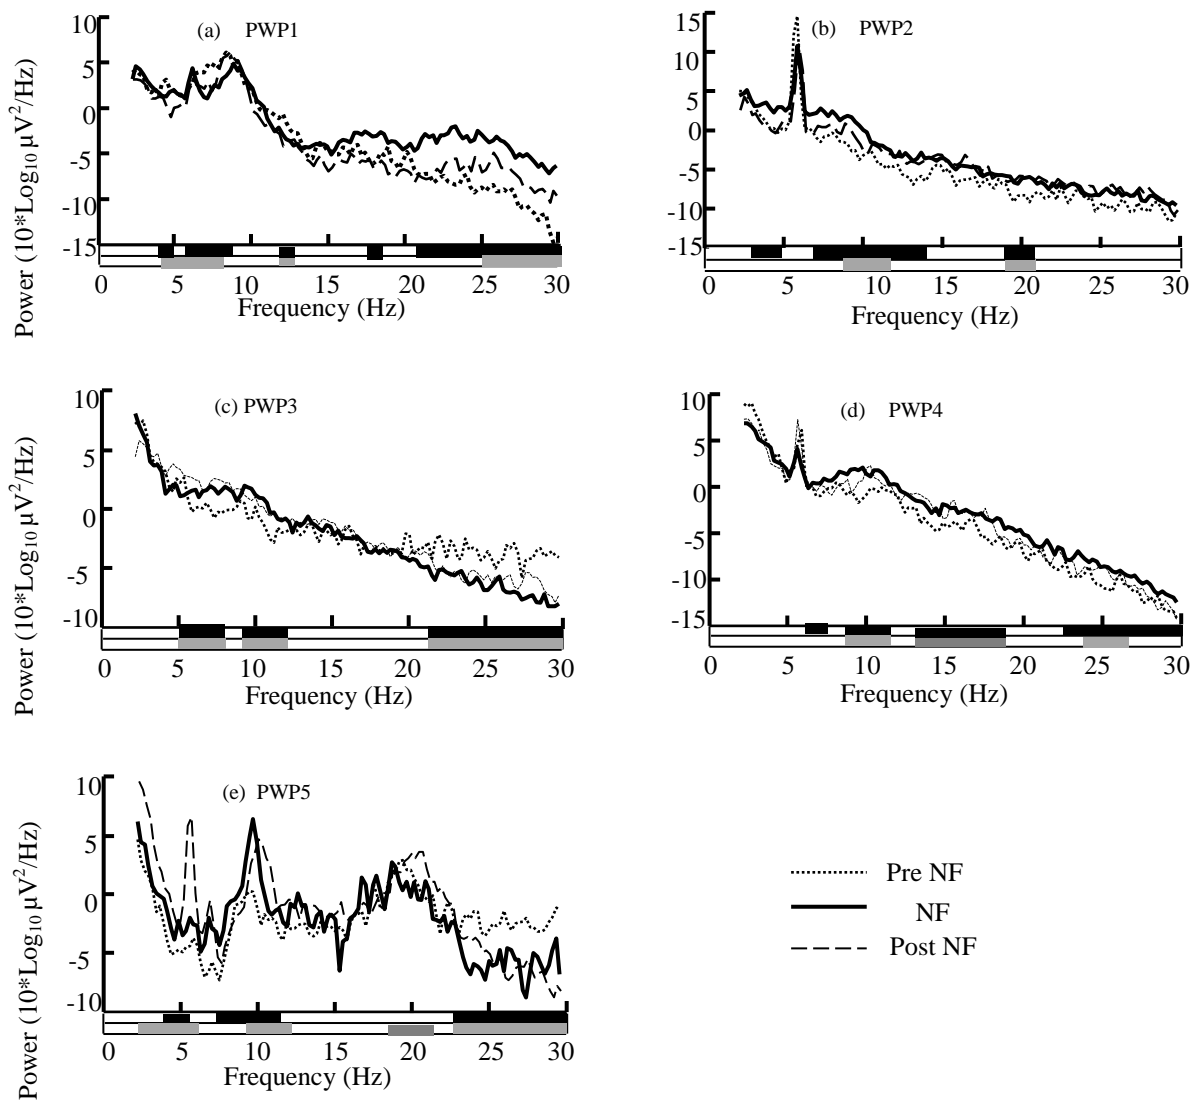 (a) PWP1
10
5
0
-5
-10
-15
0 5 10 15 20 25 30
Frequency (Hz)
Power (10*Log₁₀ µV²/Hz)
(b) PWP2
15
10
5
0
-5
-10
-15
0 5 10 15 20 25 30
Frequency (Hz)
(c) PWP3
10
5
0
-5
-10
0 5 10 15 20 25 30
Frequency (Hz)
Power (10*Log₁₀ µV²/Hz)
(d) PWP4
10
5
0
-5
-10
-15
0 5 10 15 20 25 30
Frequency (Hz)
(e) PWP5
10
5
0
-5
-10
0 5 10 15 20 25 30
Frequency (Hz)
Power (10*Log₁₀ µV²/Hz)
Pre NF
NF
Post NF